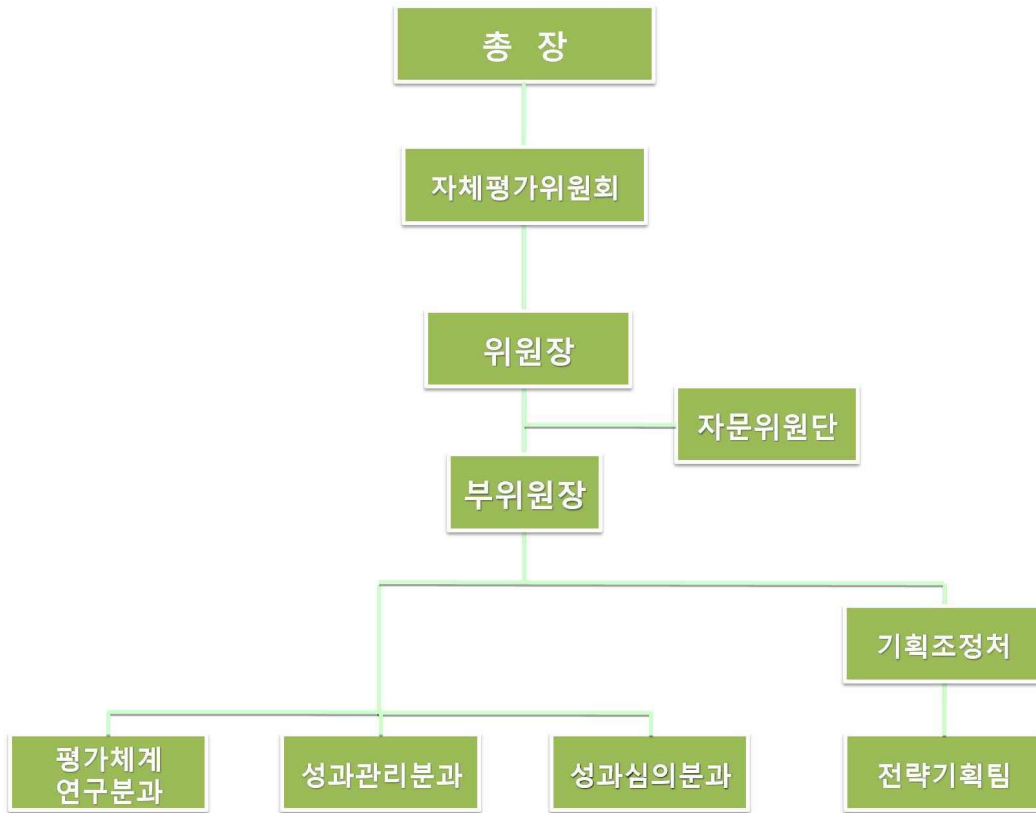 총 장
자체평가위원회
위원장
자문위원단
부위원장
기획조정처
평가체계
연구분과
성과관리분과
성과심의분과
전략기획팀